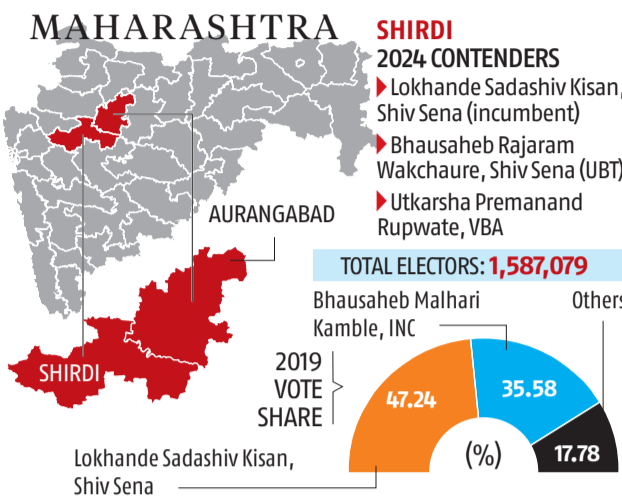 MAHARASHTRA
SHIRDI
2024 CONTENDERS
Lokhande Sadashiv Kisan,
Shiv Sena (incumbent)
Bhausaheb Rajaram
Wakchaure, Shiv Sena (UBT)
Utkarsha Premanand
Rupwate, VBA
AURANGABAD
SHIRDI
TOTAL ELECTORS: 1,587,079
Bhausaheb Malhari
Kamble, INC
Others
2019
VOTE
SHARE
47.24
35.58
17.78
(%)
Lokhande Sadashiv Kisan,
Shiv Sena